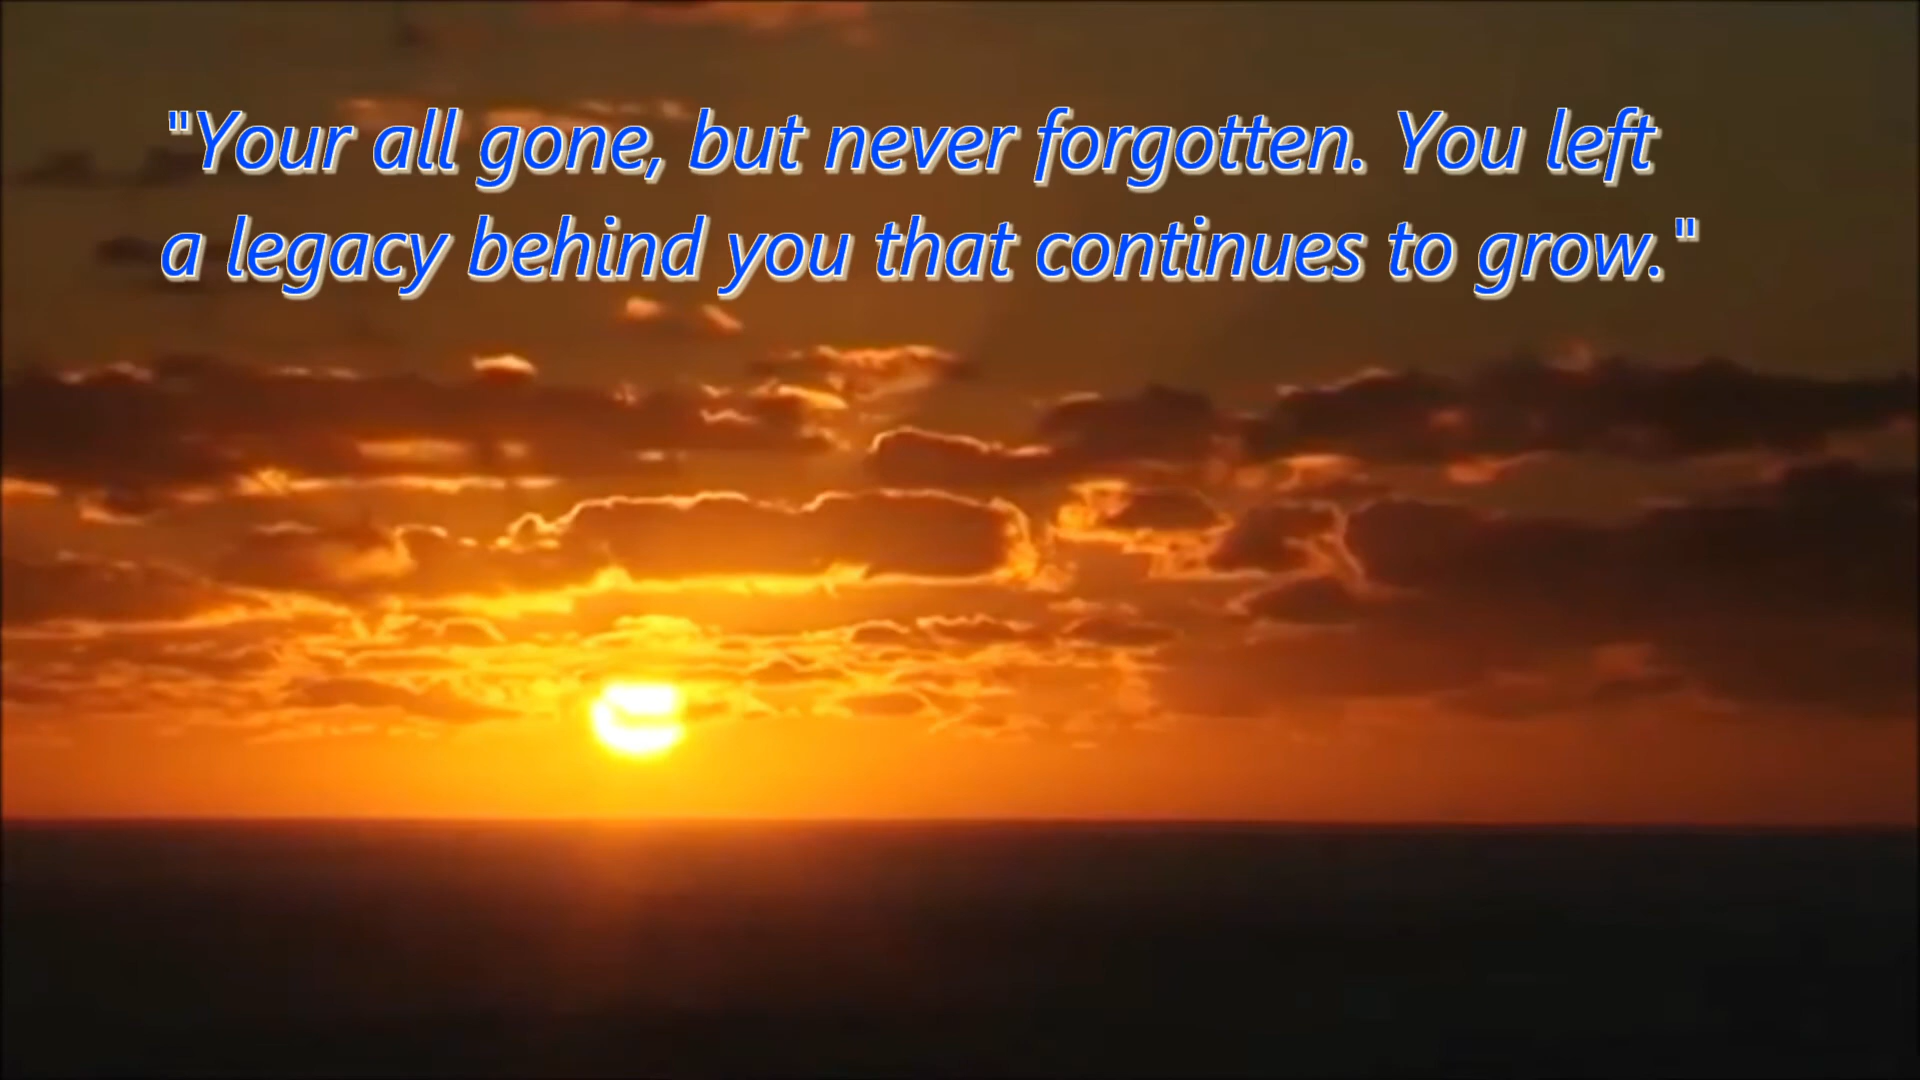 "Your all gone, but never forgotten. You left
a legacy behind you that continues to grow."